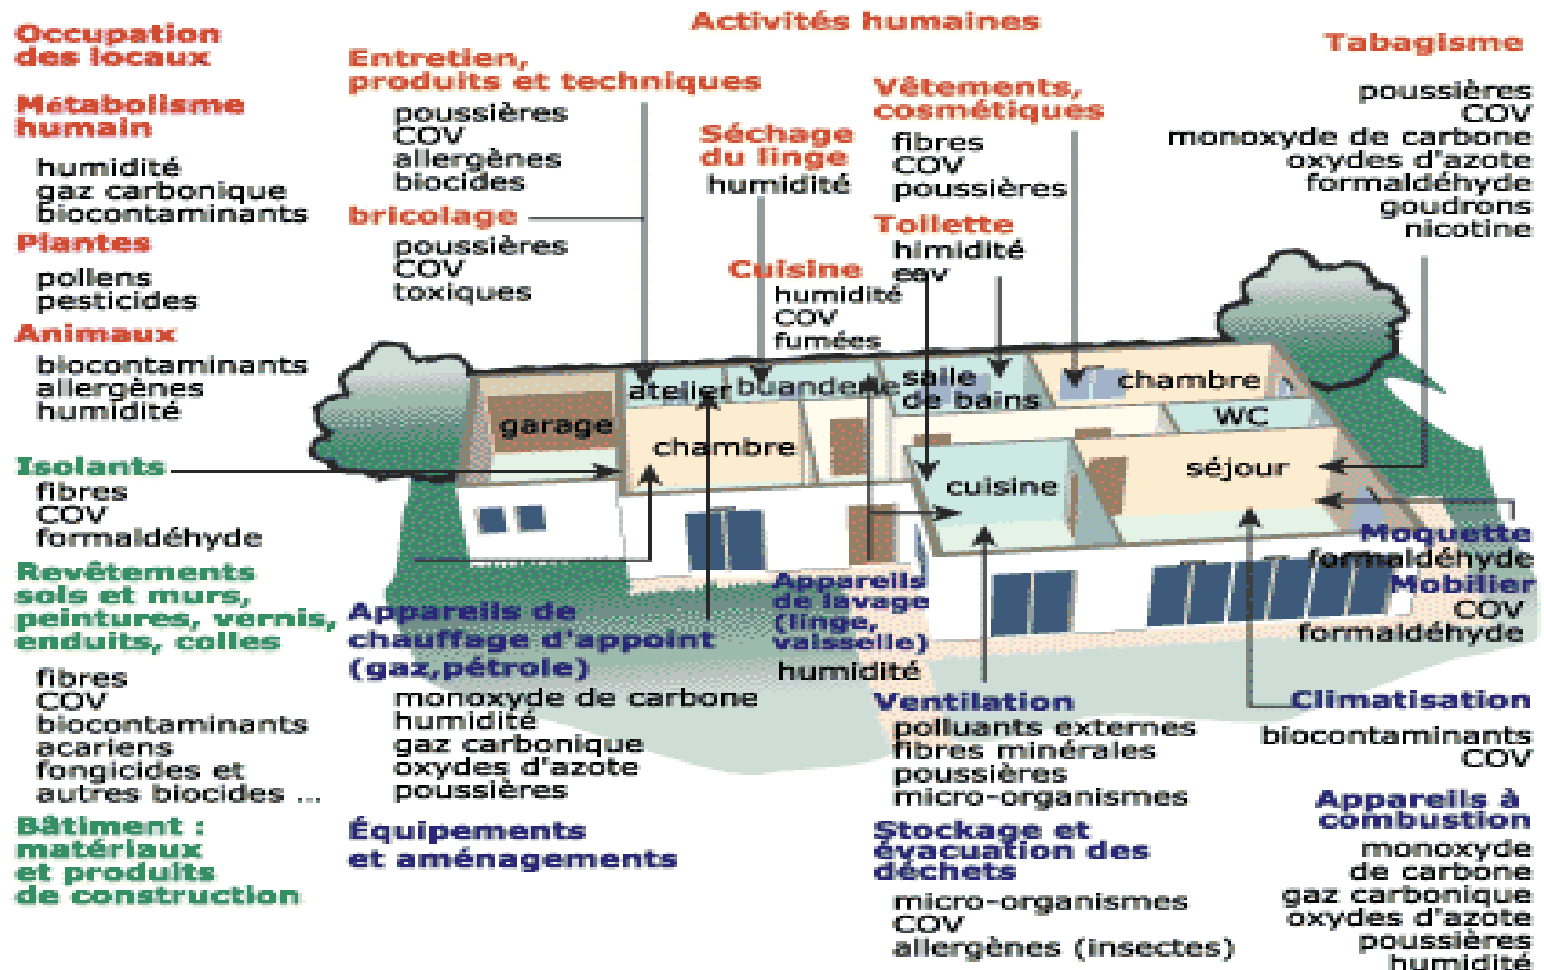 Activités humaines
Occupation
des locaux
Métabolisme
humain
humidité
gaz carbonique
biocontaminants
Plantes
pollens
pesticides
Animaux
biocontaminants
allergènes
humidité
Isolants
fibres
COV
formaldéhyde
Revêtements
sols et murs,
peintures, vernis,
enduits, colles
fibres
COV
biocontaminants
acariens
fongicides et
autres biocides ...
Bâtiment :
matériaux
et produits
de construction
Entretien,
produits et techniques
poussières
COV
allergènes
biocides
bricolage
poussières
COV
toxiques
Séchage
du linge
humidité
Cuisine
humidité
COV
fumées
Vêtements,
cosmétiques
fibres
COV
poussières
Toilette
himidité
cov
Tabagisme
poussières
COV
monoxyde de carbone
oxydes d'azote
formaldéhyde
goudrons
nicotine
garage
atelier
buanderie
salle
de bains
chambre
WC
chambre
cuisine
séjour
Appareils de
chauffage d'appoint
(gaz,pétrole)
monoxyde de carbone
humidité
gaz carbonique
oxydes d'azote
poussières
Équipements
et aménagements
Appareils
de lavage
(linge,
vaisselle)
humidité
Ventilation
polluants externes
fibres minérales
poussières
micro-organismes
Stockage et
évacuation des
déchets
micro-organismes
COV
allergènes (insectes)
Moquette
formaldéhyde
Mobilier
COV
formaldéhyde
Climatisation
biocontaminants
COV
Appareils à
combustion
monoxyde
de carbone
gaz carbonique
oxydes d'azote
poussières
humidité